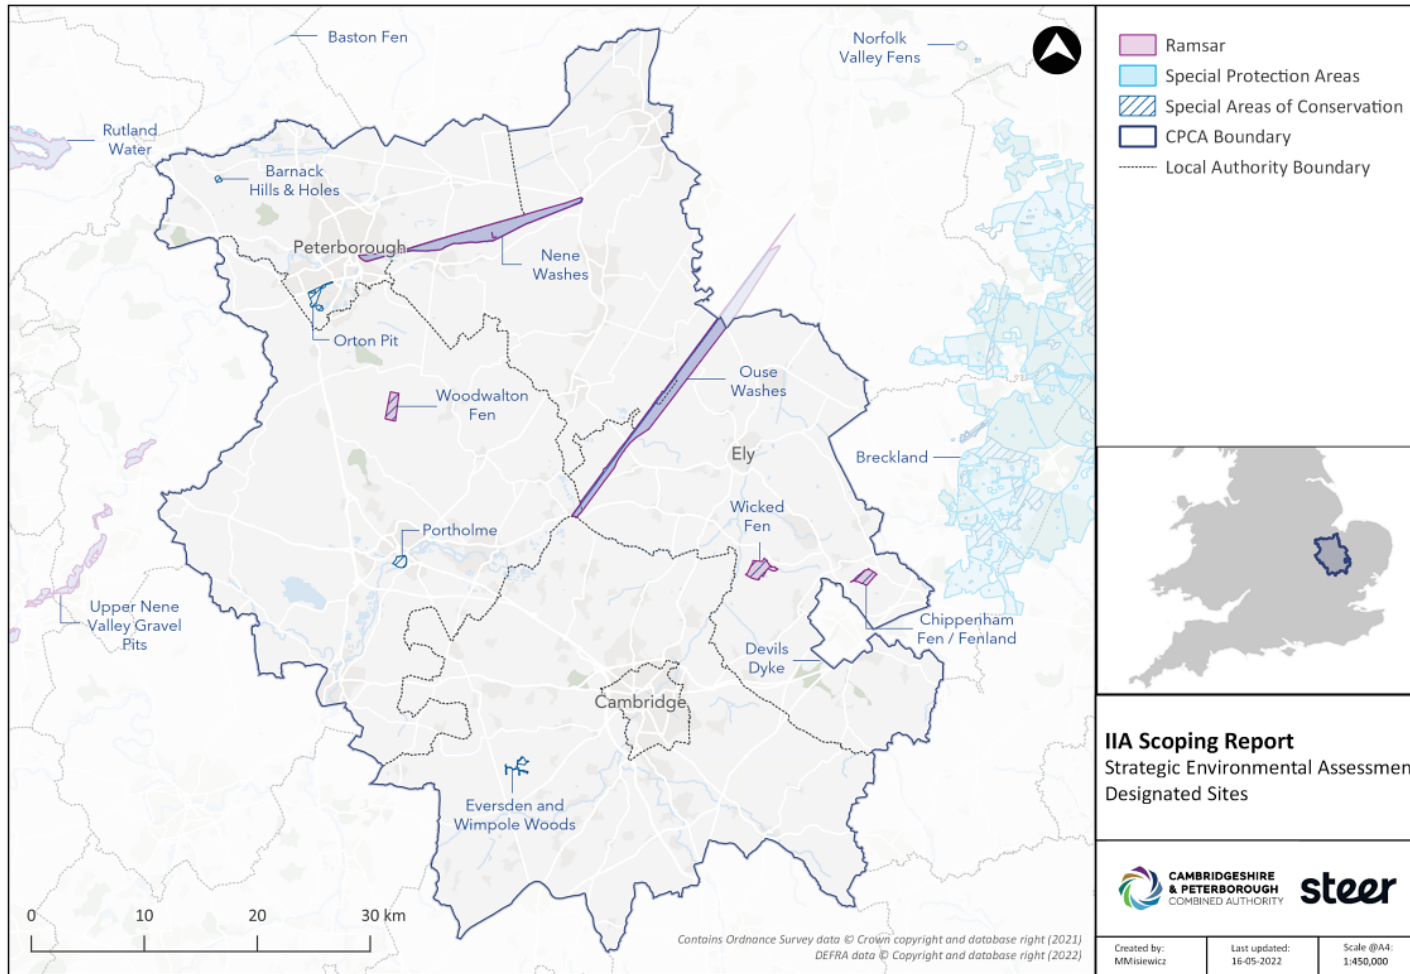 Baston Fen
Norfolk
Valley Fens
Rutland
Water
Barnack
Hills & Holes
Peterborough
Nene
Washes
Orton Pit
Woodwalton
Fen
Ouse
Washes
Ely
Breckland
Wicked
Fen
Portholme
Upper Nene
Valley Gravel
Pits
Chippenham
Fen / Fenland
Devils
Dyke
Cambridge
Eversden and
Wimpole Woods
0 10 20 30 km
Contains Ordnance Survey data © Crown copyright and database right (2021)
DEFRA data © Copyright and database right (2022)
Ramsar
Special Protection Areas
Special Areas of Conservation
CPCA Boundary
Local Authority Boundary
IIA Scoping Report
Strategic Environmental Assessmen
Designated Sites
CAMBRIDGESHIRE
& PETERBOROUGH
COMBINED AUTHORITY
steer
Created by:
MMisiewicz
Last updated:
16-05-2022
Scale @A4:
1:450,000